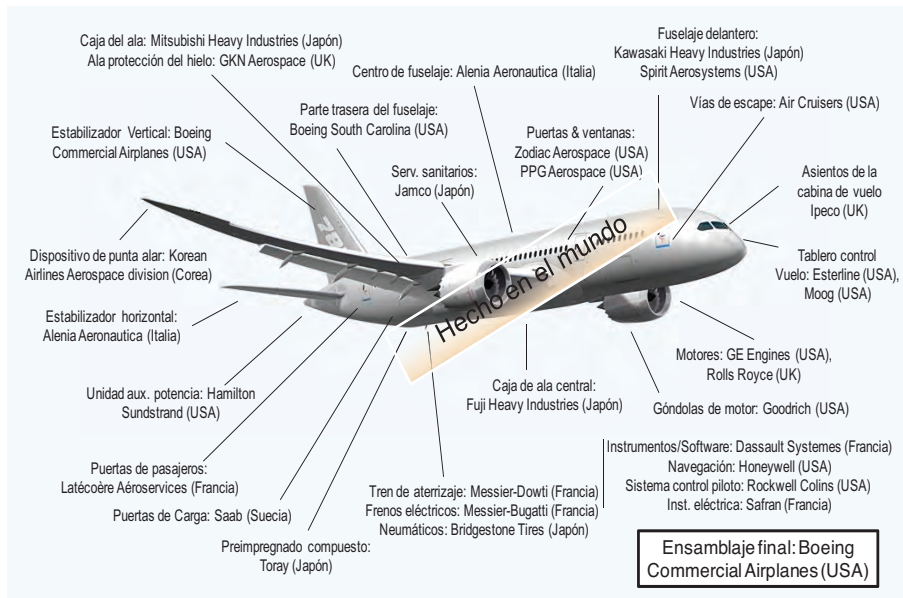 Caja del ala: Mitsubishi Heavy Industries (Japón)
Ala protección del hielo: GKN Aerospace (UK)
Centro de fuselaje: Alenia Aeronautica (Italia)
Fuselaje delantero:
Kawasaki Heavy Industries (Japón)
Spirit Aerosystems (USA)
Vías de escape: Air Cruisers (USA)
Parte trasera del fuselaje:
Boeing South Carolina (USA)
Estabilizador Vertical: Boeing
Commercial Airplanes (USA)
Puertas & ventanas:
Zodiac Aerospace (USA)
PPG Aerospace (USA)
Serv. sanitarios:
Jamco (Japón)
Asientos de la
cabina de vuelo
Ipeco (UK)
78
Dispositivo de punta alar: Korean
Airlines Aerospace division (Corea)
Hecho en el mundo
Tablero control
Vuelo: Esterline (USA),
Moog (USA)
Estabilizador horizontal:
Alenia Aeronautica (Italia)
Motores: GE Engines (USA),
Rolls Royce (UK)
Unidad aux. potencia: Hamilton
Sundstrand (USA)
Caja de ala central:
Fuji Heavy Industries (Japón)
Góndolas de motor: Goodrich (USA)
Puertas de pasajeros:
Latécoère Aéroservices (Francia)
Instrumentos/Software: Dassault Systemes (Francia)
Navegación: Honeywell (USA)
Sistema control piloto: Rockwell Colins (USA)
Inst. eléctrica: Safran (Francia)
Puertas de Carga: Saab (Suecia)
Tren de aterrizaje: Messier-Dowti (Francia)
Frenos eléctricos: Messier-Bugatti (Francia)
Neumáticos: Bridgestone Tires (Japón)
Preimpregnado compuesto:
Toray (Japón)
Ensamblaje final: Boeing
Commercial Airplanes (USA)